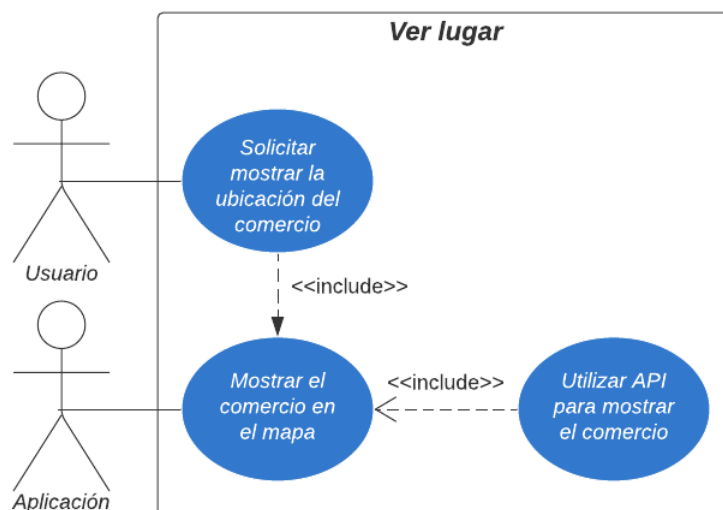 Ver lugar
Solicitar
mostrar la
ubicación del
comercio
Usuario
<<include>>
Mostrar el
comercio en
el mapa
<<include>>
Utilizar API
para mostrar
el comercio
Aplicación